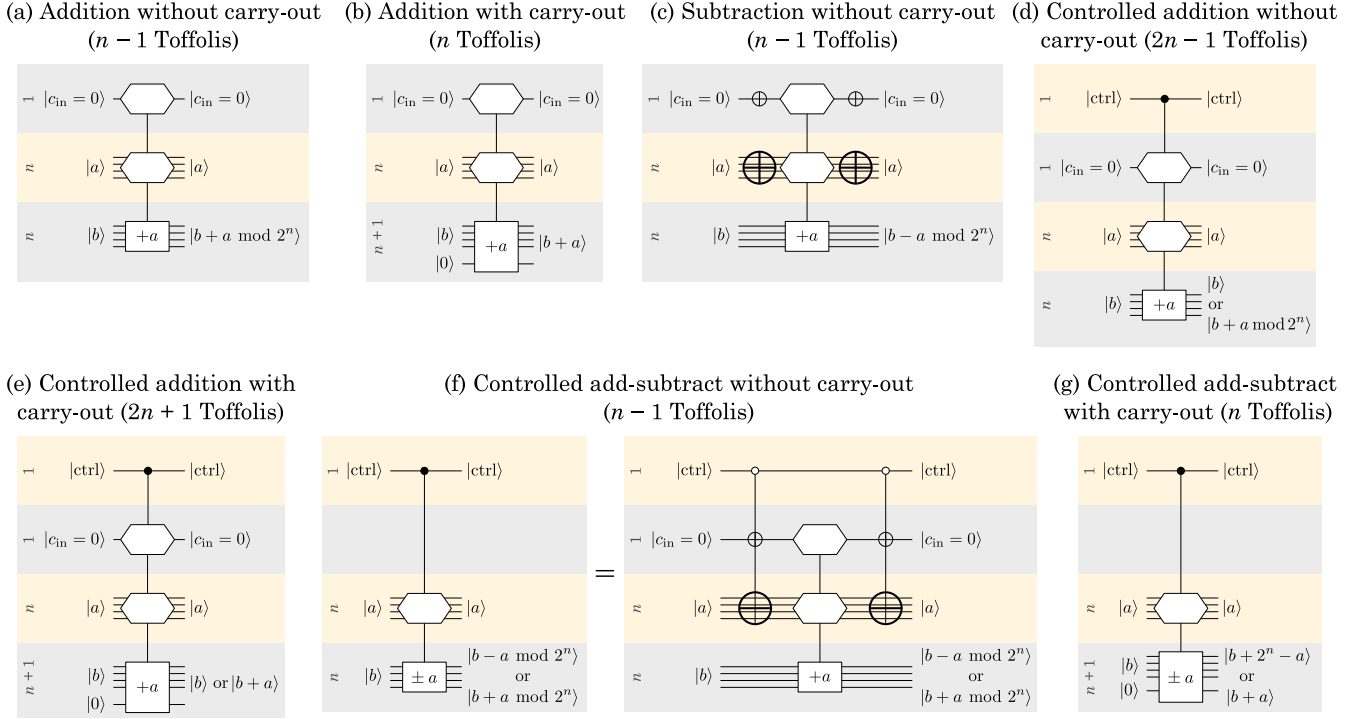 (a) Addition without carry-out
(n − 1 Toffolis)
1 |c_in = 0⟩ |c_in = 0⟩
n |a⟩ |a⟩
n |b⟩ +a |b + a mod 2^n⟩
(b) Addition with carry-out
(n Toffolis)
1 |c_in = 0⟩ |c_in = 0⟩
n |a⟩ |a⟩
n + 1 |b⟩ +a |b + a⟩
|0⟩
(c) Subtraction without carry-out
(n − 1 Toffolis)
1 |c_in = 0⟩ |c_in = 0⟩
n |a⟩ |a⟩
n |b⟩ +a |b − a mod 2^n⟩
(d) Controlled addition without
carry-out (2n − 1 Toffolis)
1 |ctrl⟩ |ctrl⟩
1 |c_in = 0⟩ |c_in = 0⟩
n |a⟩ |a⟩
|b⟩
n |b⟩ +a or
|b + a mod 2^n⟩
(e) Controlled addition with
carry-out (2n + 1 Toffolis)
1 |ctrl⟩ |ctrl⟩
1 |c_in = 0⟩ |c_in = 0⟩
n |a⟩ |a⟩
n + 1 |b⟩ +a |b⟩ or |b + a⟩
|0⟩
(f) Controlled add-subtract without carry-out
(n − 1 Toffolis)
1 |ctrl⟩ |ctrl⟩
n |a⟩ |a⟩
|b − a mod 2^n⟩
n |b⟩ ± a or
|b + a mod 2^n⟩
=
1 |ctrl⟩ |ctrl⟩
1 |c_in = 0⟩ |c_in = 0⟩
n |a⟩ |a⟩
|b − a mod 2^n⟩
n |b⟩ +a or
|b + a mod 2^n⟩
(g) Controlled add-subtract
with carry-out (n Toffolis)
1 |ctrl⟩ |ctrl⟩
n |a⟩ |a⟩
|b⟩ |b + 2^n − a⟩
n + 1 ± a or
|0⟩ |b + a⟩